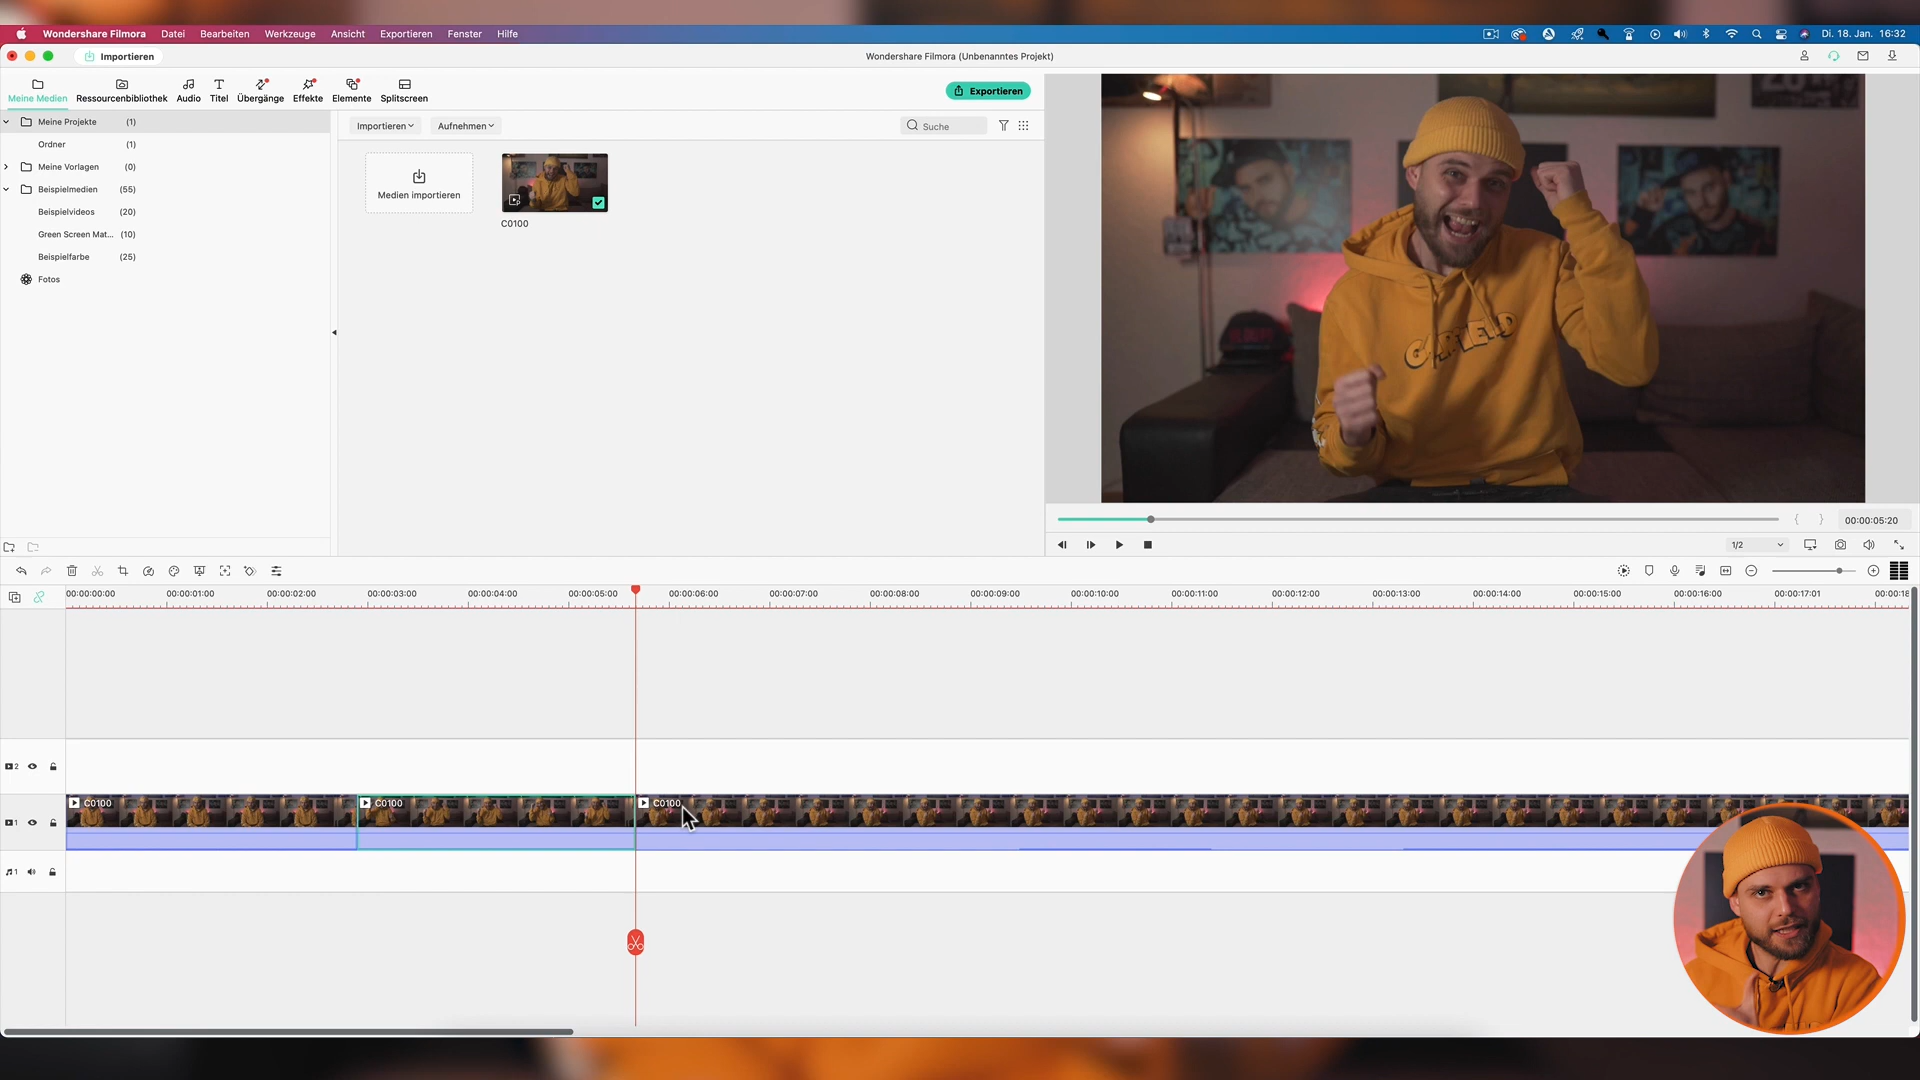 Wondershare Filmora Datei Bearbeiten Werkzeuge Ansicht Exportieren Fenster Hilfe Di. 18. Jan. 16:32
Importieren Wondershare Filmora (Unbenanntes Projekt)
Meine Medien Ressourcenbibliothek Audio Titel Übergänge Effekte Elemente Splitscreen Exportieren
Meine Projekte (1)
Ordner (1)
Meine Vorlagen (0)
Beispielmedien (55)
Beispielvideos (20)
Green Screen Mat... (10)
Beispielfarbe (25)
Fotos
Importieren Aufnehmen Suche
Medien importieren
C0100
GARFIELD
00:00:05:20
1/2
00:00:00:00 00:00:01:00 00:00:02:00 00:00:03:00 00:00:04:00 00:00:05:00 00:00:06:00 00:00:07:00 00:00:08:00 00:00:09:00 00:00:10:00 00:00:11:00 00:00:12:00 00:00:13:00 00:00:14:00 00:00:15:00 00:00:16:00 00:00:17:01 00:00:18
2
1 C0100 C0100 C0100
1